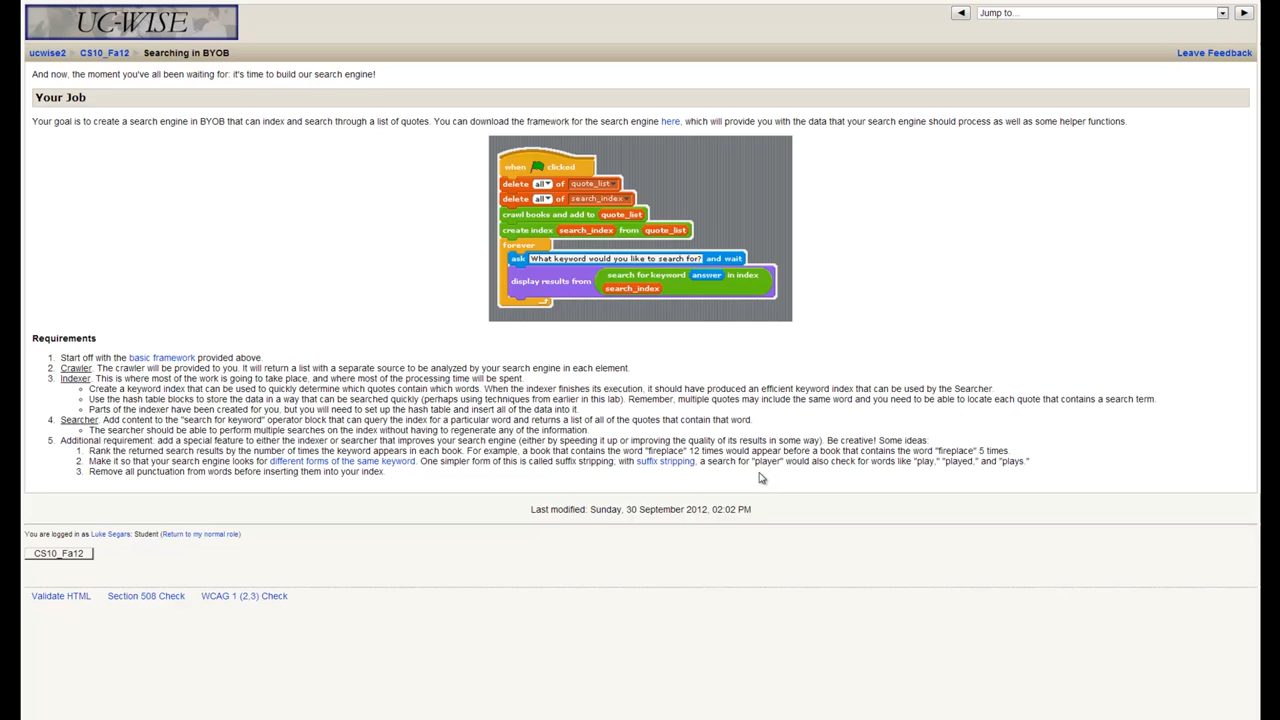 UC-WISE
Jump to...
ucwise2 CS10_Fa12 Searching in BYOB
Leave Feedback
And now, the moment you've all been waiting for: it's time to build our search engine!
Your Job
Your goal is to create a search engine in BYOB that can index and search through a list of quotes. You can download the framework for the search engine here, which will provide you with the data that your search engine should process as well as some helper functions.
when clicked
delete all of quote_list
delete all of search_index
crawl books and add to quote_list
create index search_index from quote_list
forever
ask What keyword would you like to search for? and wait
display results from search for keyword answer in index
search_index
Requirements
1. Start off with the basic framework provided above.
2. Crawler. The crawler will be provided to you. It will return a list with a separate source to be analyzed by your search engine in each element.
3. Indexer. This is where most of the work is going to take place, and where most of the processing time will be spent.
Create a keyword index that can be used to quickly determine which quotes contain which words. When the indexer finishes its execution, it should have produced an efficient keyword index that can be used by the Searcher.
Use the hash table blocks to store the data in a way that can be searched quickly (perhaps using techniques from earlier in this lab). Remember, multiple quotes may include the same word and you need to be able to locate each quote that contains a search term.
Parts of the indexer have been created for you, but you will need to set up the hash table and insert all of the data into it.
4. Searcher. Add content to the "search for keyword" operator block that can query the index for a particular word and returns a list of all of the quotes that contain that word.
The searcher should be able to perform multiple searches on the index without having to regenerate any of the information.
5. Additional requirement: add a special feature to either the indexer or searcher that improves your search engine (either by speeding it up or improving the quality of its results in some way). Be creative! Some ideas:
1. Rank the returned search results by the number of times the keyword appears in each book. For example, a book that contains the word "fireplace" 12 times would appear before a book that contains the word "fireplace" 5 times.
2. Make it so that your search engine looks for different forms of the same keyword. One simpler form of this is called suffix stripping, with suffix stripping, a search for "player" would also check for words like "play," "played," and "plays."
3. Remove all punctuation from words before inserting them into your index.
Last modified: Sunday, 30 September 2012, 02:02 PM
You are logged in as Luke Segars: Student (Return to my normal role)
CS10_Fa12
Validate HTML Section 508 Check WCAG 1 (2,3) Check